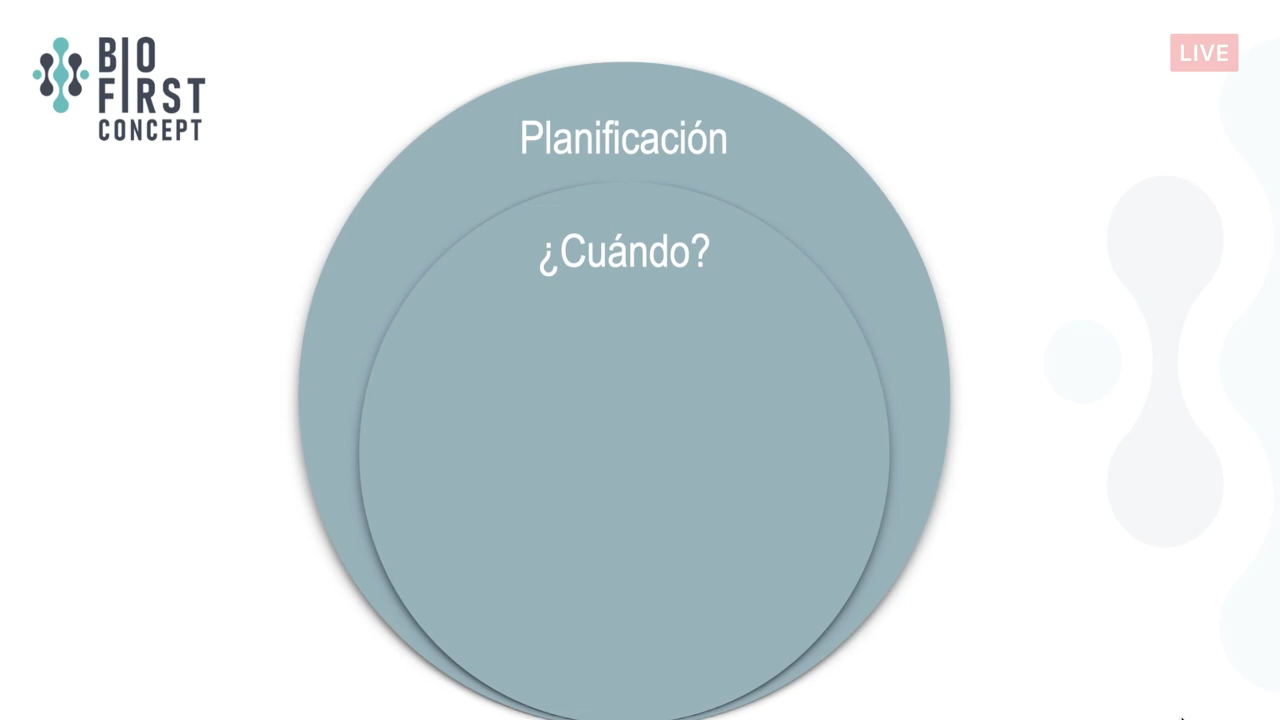 BIO
FIRST
CONCEPT
LIVE
Planificación
¿Cuándo?